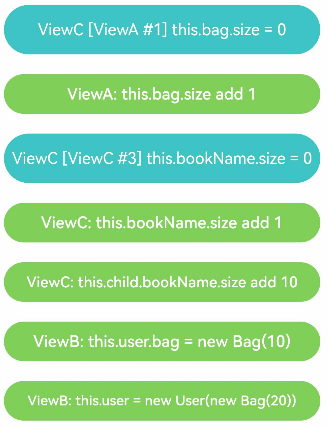 ViewC [ViewA #1] this.bag.size = 0
ViewA: this.bag.size add 1
ViewC [ViewC #3] this.bookName.size = 0
ViewC: this.bookName.size add 1
ViewC: this.child.bookName.size add 10
ViewB: this.user.bag = new Bag(10)
ViewB: this.user = new User(new Bag(20))